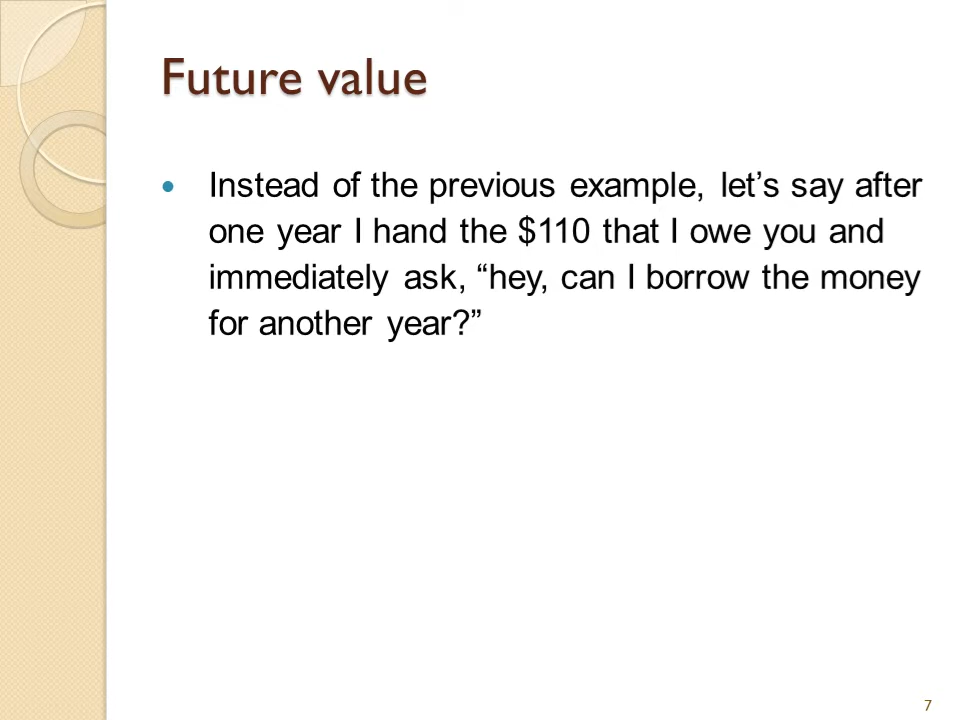 Future value
Instead of the previous example, let’s say after
one year I hand the $110 that I owe you and
immediately ask, “hey, can I borrow the money
for another year?”
7